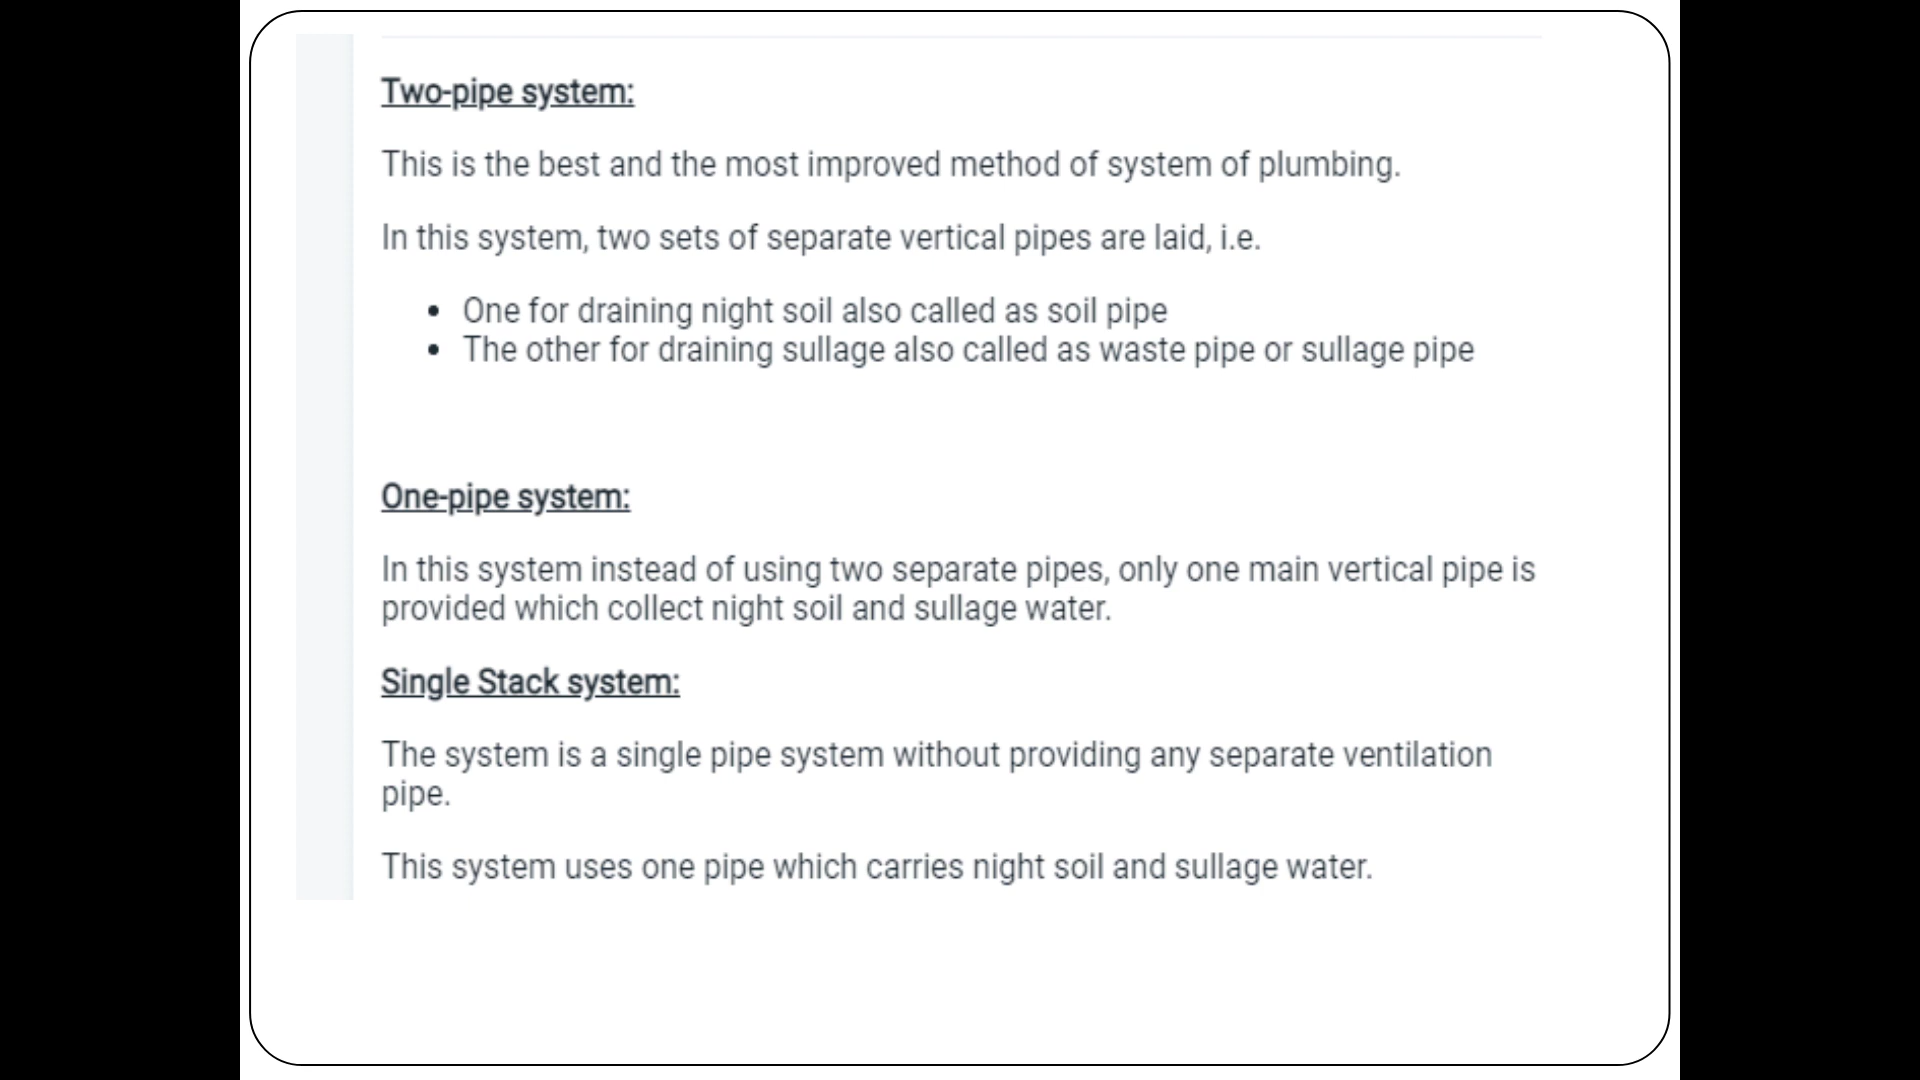 Two-pipe system:
This is the best and the most improved method of system of plumbing.
In this system, two sets of separate vertical pipes are laid, i.e.
• One for draining night soil also called as soil pipe
• The other for draining sullage also called as waste pipe or sullage pipe
One-pipe system:
In this system instead of using two separate pipes, only one main vertical pipe is
provided which collect night soil and sullage water.
Single Stack system:
The system is a single pipe system without providing any separate ventilation
pipe.
This system uses one pipe which carries night soil and sullage water.